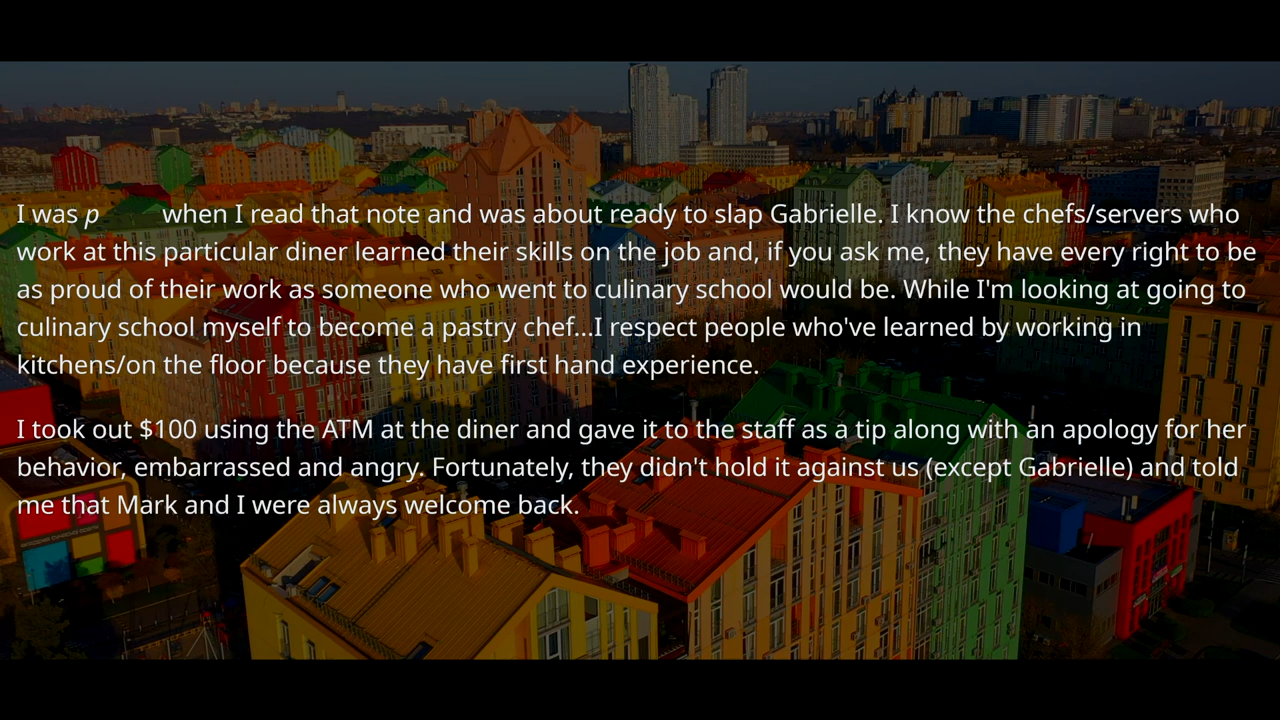 I was p when I read that note and was about ready to slap Gabrielle. I know the chefs/servers who
work at this particular diner learned their skills on the job and, if you ask me, they have every right to be
as proud of their work as someone who went to culinary school would be. While I'm looking at going to
culinary school myself to become a pastry chef...I respect people who've learned by working in
kitchens/on the floor because they have first hand experience.
I took out $100 using the ATM at the diner and gave it to the staff as a tip along with an apology for her
behavior, embarrassed and angry. Fortunately, they didn't hold it against us (except Gabrielle) and told
me that Mark and I were always welcome back.